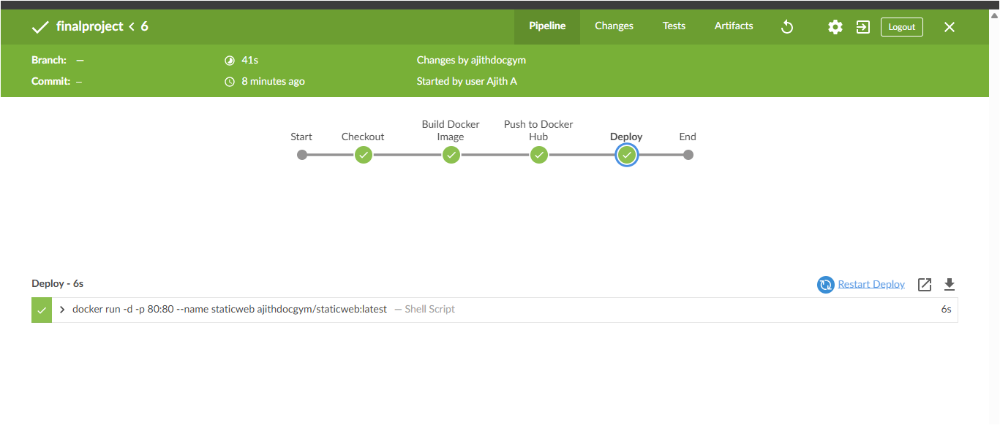 finalproject < 6
Pipeline
Changes
Tests
Artifacts
Logout
Branch: —
41s
Changes by ajithdocgym
Commit: —
8 minutes ago
Started by user Ajith A
Start
Checkout
Build Docker
Image
Push to Docker
Hub
Deploy
End
Deploy - 6s
Restart Deploy
docker run -d -p 80:80 --name staticweb ajithdocgym/staticweb:latest — Shell Script
6s